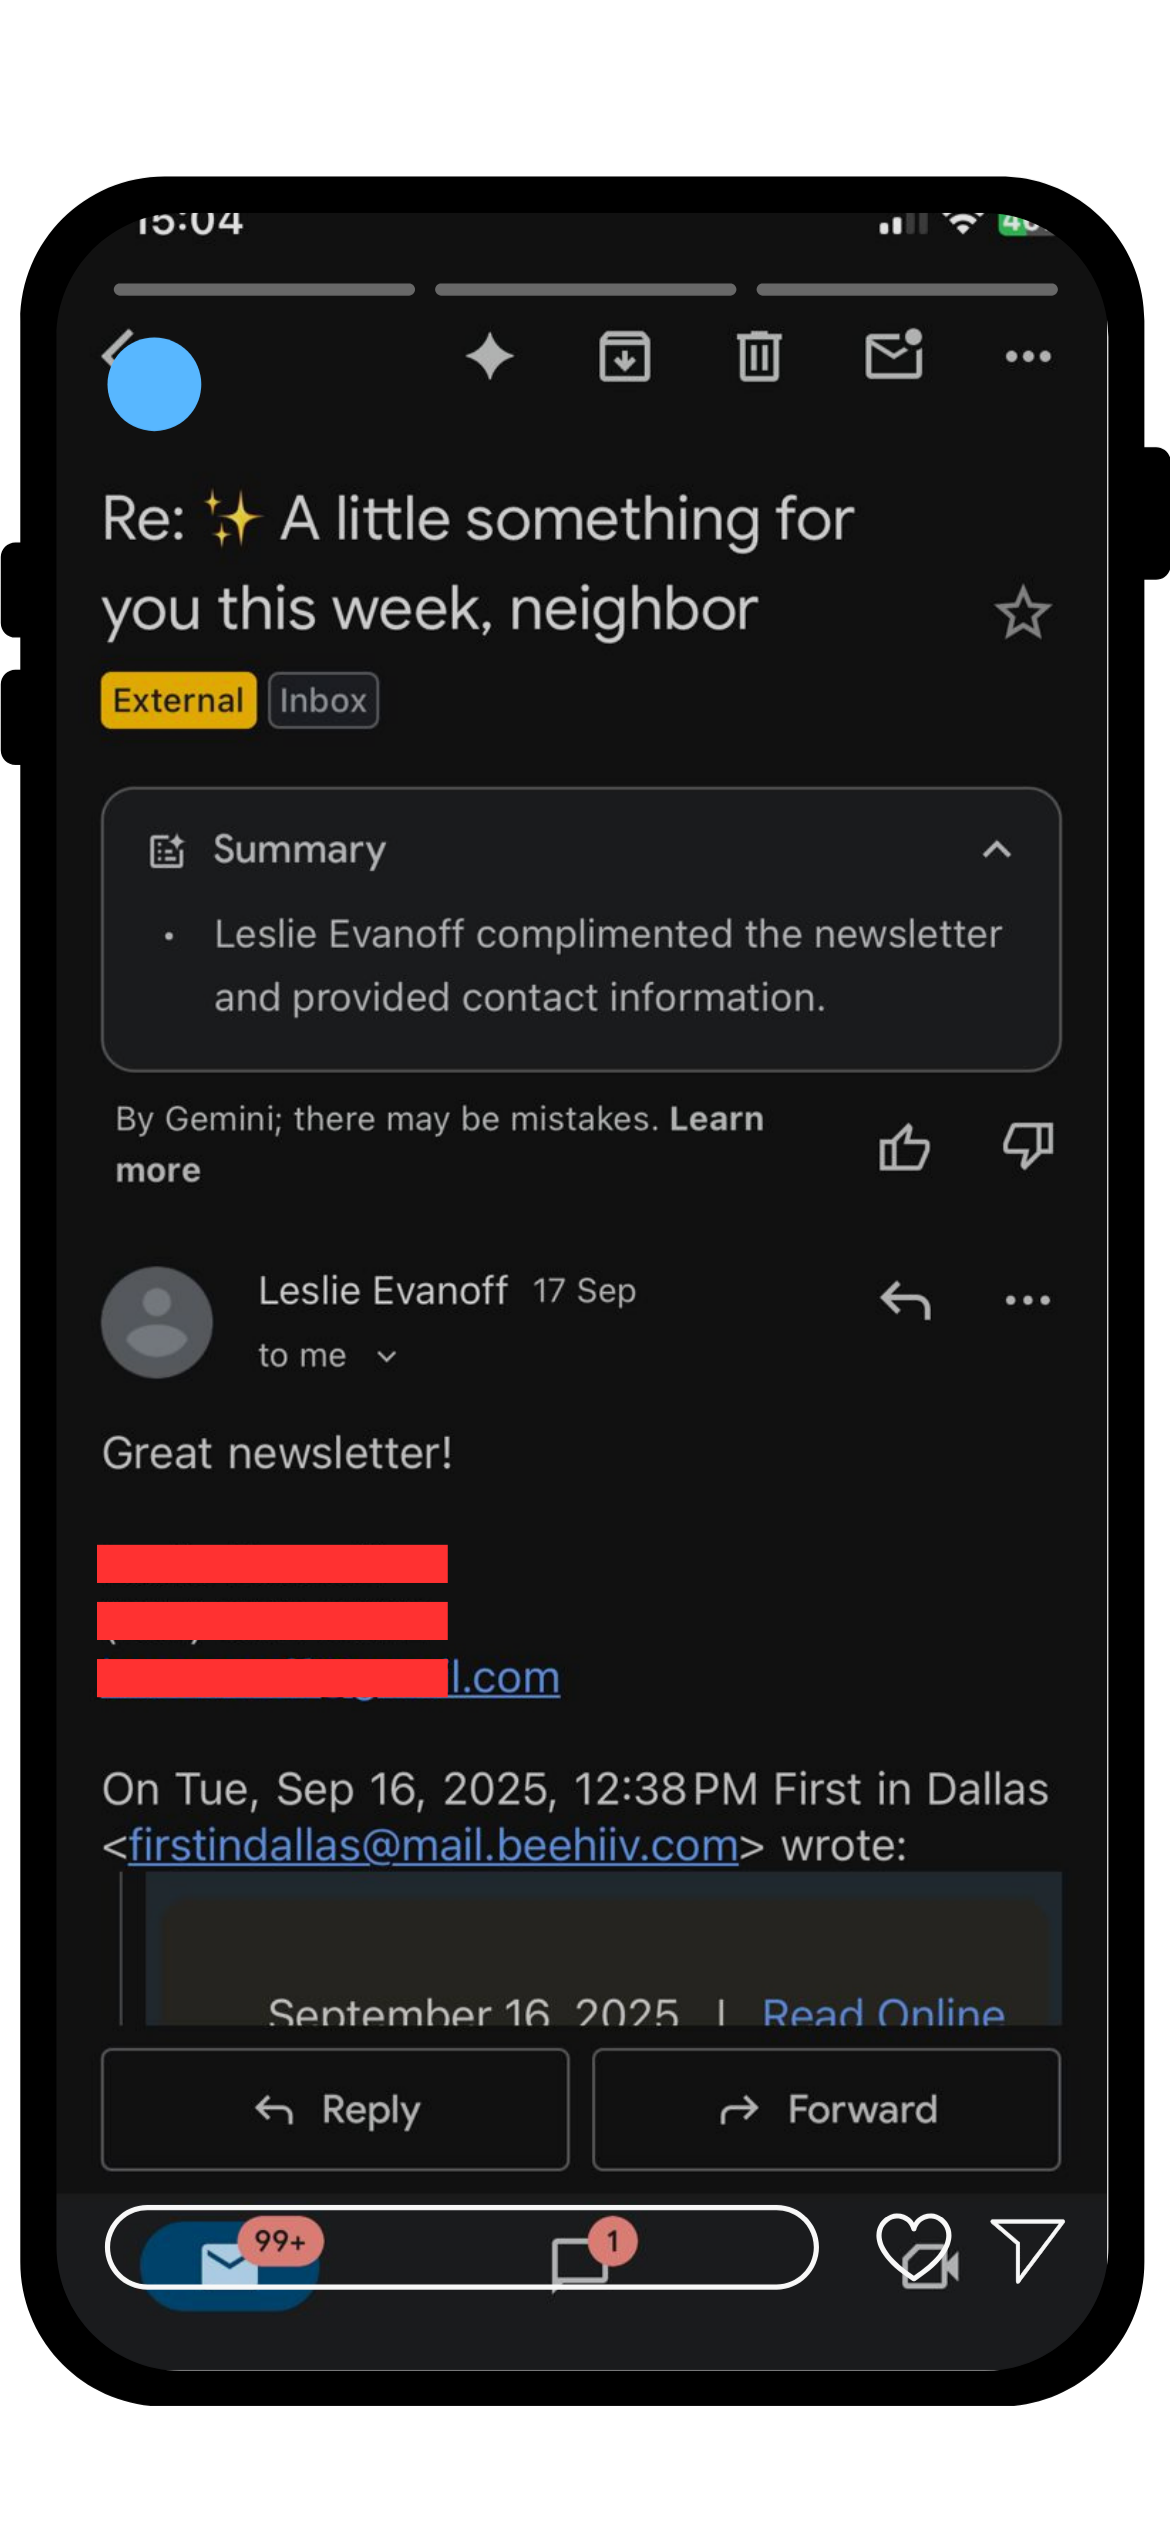 15:04
Re: ✨ A little something for
you this week, neighbor
External Inbox
Summary
• Leslie Evanoff complimented the newsletter
and provided contact information.
By Gemini; there may be mistakes. Learn
more
Leslie Evanoff 17 Sep
to me
Great newsletter!
l.com
On Tue, Sep 16, 2025, 12:38 PM First in Dallas
<firstindallas@mail.beehiiv.com> wrote:
September 16, 2025 | Read Online
Reply Forward
99+ 1